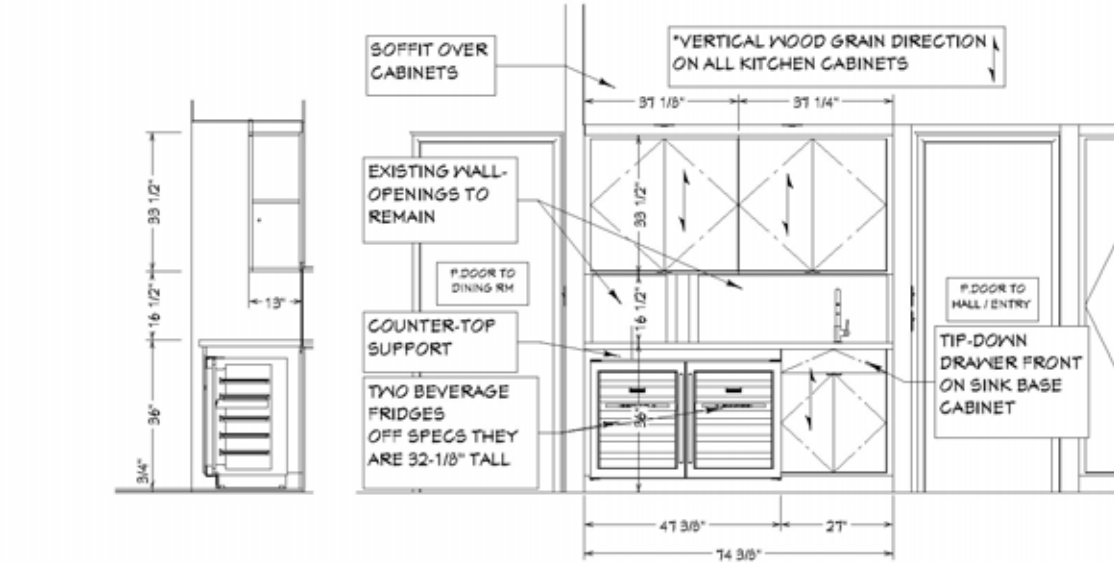 SOFFIT OVER
CABINETS
*VERTICAL WOOD GRAIN DIRECTION
ON ALL KITCHEN CABINETS
37 1/8"
37 1/4"
EXISTING WALL-
OPENINGS TO
REMAIN
33 1/2"
33 1/2"
P.DOOR TO
DINING RM
P.DOOR TO
HALL / ENTRY
13"
16 1/2"
16 1/2"
COUNTER-TOP
SUPPORT
TIP-DOWN
DRAWER FRONT
ON SINK BASE
CABINET
TWO BEVERAGE
FRIDGES
OFF SPECS THEY
ARE 32-1/8" TALL
36"
36"
3/4"
47 3/8"
27"
74 3/8"